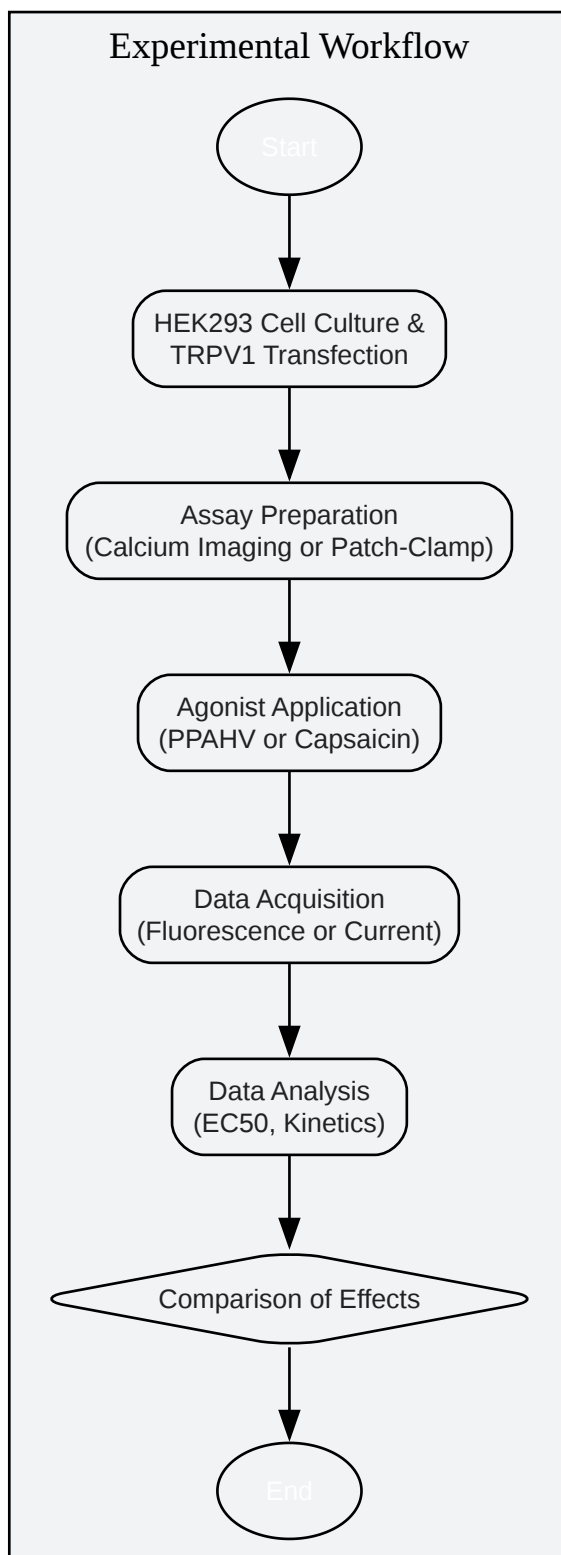 Experimental Workflow
Start
HEK293 Cell Culture &
TRPV1 Transfection
Assay Preparation
(Calcium Imaging or Patch-Clamp)
Agonist Application
(PPAHV or Capsaicin)
Data Acquisition
(Fluorescence or Current)
Data Analysis
(EC50, Kinetics)
Comparison of Effects
End